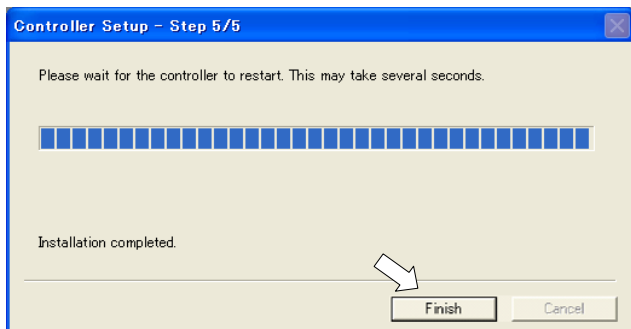 Controller Setup - Step 5/5
Please wait for the controller to restart. This may take several seconds.
Installation completed.
Finish
Cancel